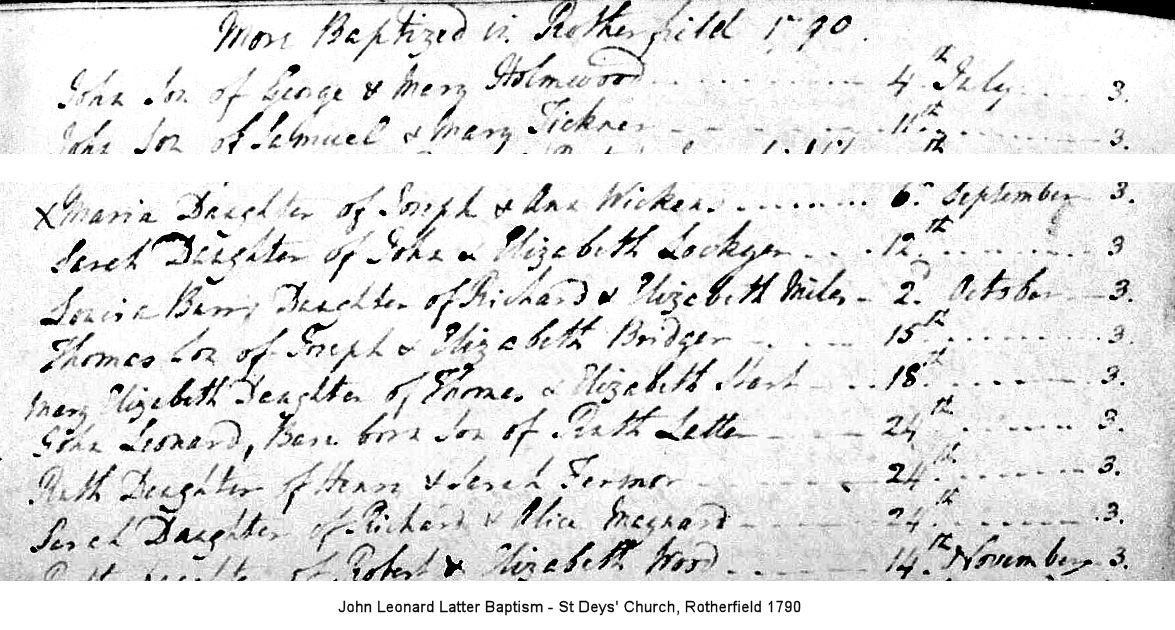 More Baptized in Rotherfield 1790.
John Son of George & Mary Holmwood 4th July 3.
John Son of Samuel & Mary Tickner 11th 3.
x Maria Daughter of Joseph & Ann Wickens 6th September 3.
Sarah Daughter of John & Elizabeth Lockyer 12th 3
Louisa Daughter of Richard & Elizabeth Miles 2d October 3.
Thomas Son of Joseph & Elizabeth Bridger 15th 3.
Mary Elizabeth Daughter of Thomas & Elizabeth Hart 18th 3.
John Leonard, Base born Son of Ruth Latter 24th 3.
Ruth Daughter of Henry & Sarah Fermor 24th 3.
Sarah Daughter of Richard & Alice Maynard 24th 3.
Daughter of Robert & Elizabeth Wood 14th November 3.
John Leonard Latter Baptism - St Deys' Church, Rotherfield 1790